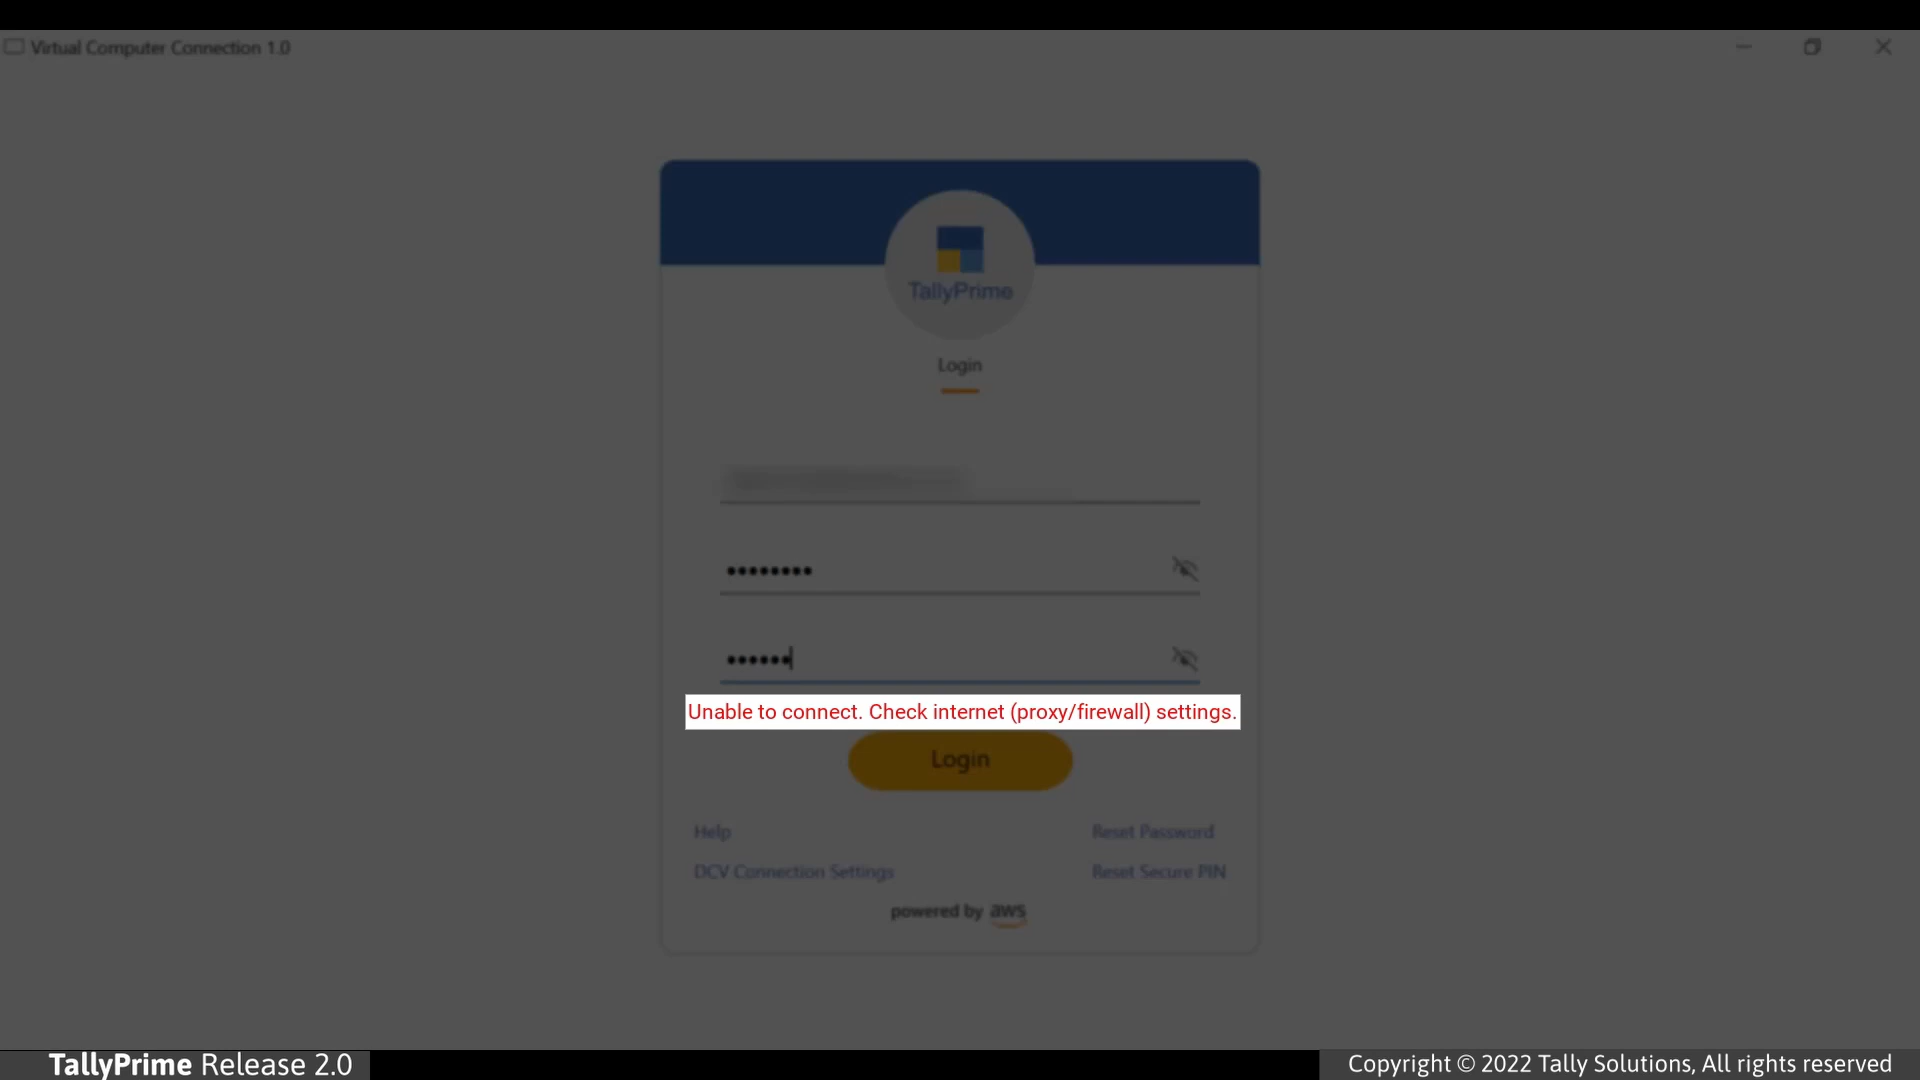 Virtual Computer Connection 1.0
TallyPrime
Login
Unable to connect. Check internet (proxy/firewall) settings.
Login
Help
Reset Password
DCV Connection Settings
Reset Secure PIN
powered by aws
TallyPrime Release 2.0
Copyright © 2022 Tally Solutions, All rights reserved